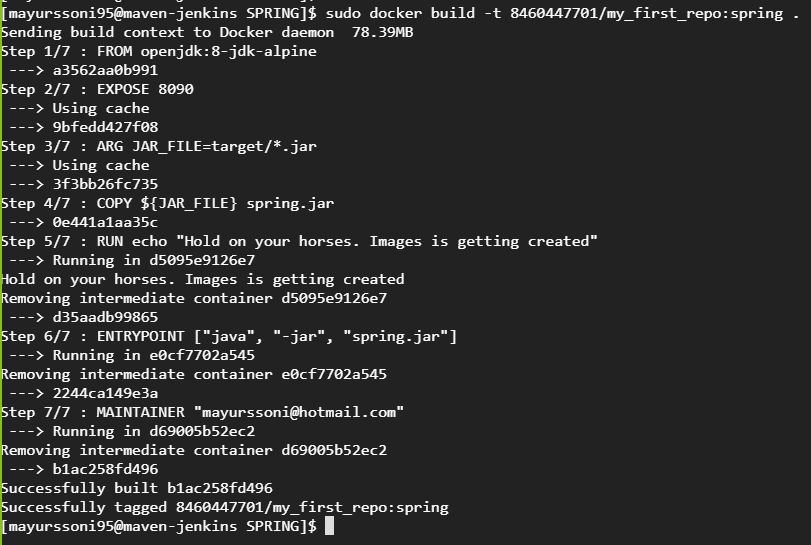 [mayurssoni95@maven-jenkins SPRING]$ sudo docker build -t 8460447701/my_first_repo:spring .
Sending build context to Docker daemon  78.39MB
Step 1/7 : FROM openjdk:8-jdk-alpine
 ---> a3562aa0b991
Step 2/7 : EXPOSE 8090
 ---> Using cache
 ---> 9bfedd427f08
Step 3/7 : ARG JAR_FILE=target/*.jar
 ---> Using cache
 ---> 3f3bb26fc735
Step 4/7 : COPY ${JAR_FILE} spring.jar
 ---> 0e441a1aa35c
Step 5/7 : RUN echo "Hold on your horses. Images is getting created"
 ---> Running in d5095e9126e7
Hold on your horses. Images is getting created
Removing intermediate container d5095e9126e7
 ---> d35aadb99865
Step 6/7 : ENTRYPOINT ["java", "-jar", "spring.jar"]
 ---> Running in e0cf7702a545
Removing intermediate container e0cf7702a545
 ---> 2244ca149e3a
Step 7/7 : MAINTAINER "mayurssoni@hotmail.com"
 ---> Running in d69005b52ec2
Removing intermediate container d69005b52ec2
 ---> b1ac258fd496
Successfully built b1ac258fd496
Successfully tagged 8460447701/my_first_repo:spring
[mayurssoni95@maven-jenkins SPRING]$